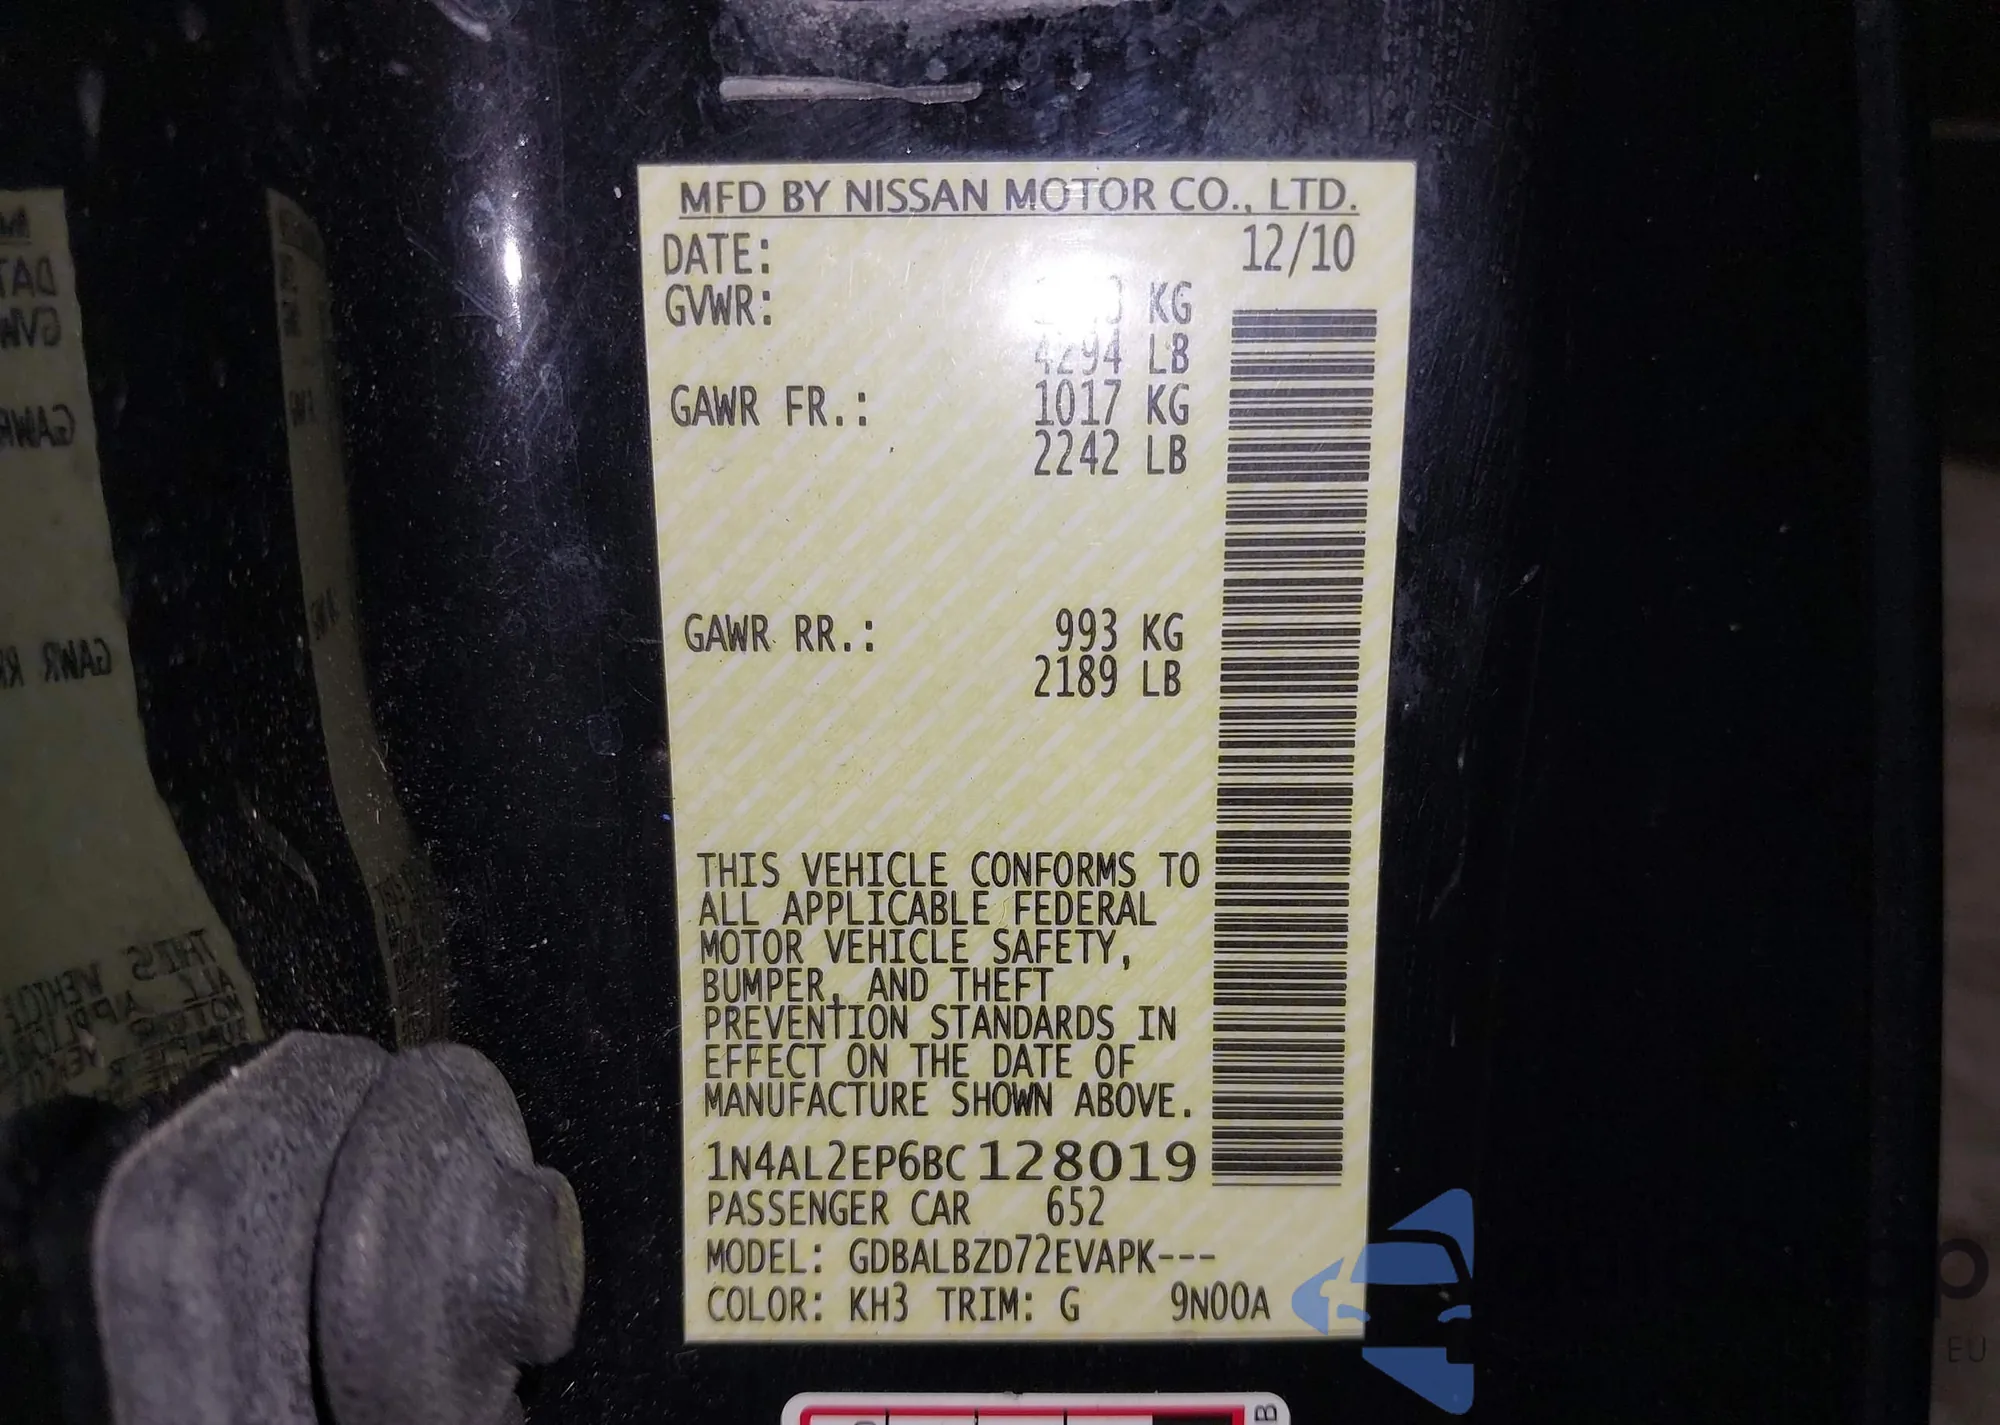 MFD BY NISSAN MOTOR CO., LTD.
DATE: 12/10
GVWR: KG
4294 LB
GAWR FR.: 1017 KG
2242 LB
GAWR RR.: 993 KG
2189 LB
THIS VEHICLE CONFORMS TO
ALL APPLICABLE FEDERAL
MOTOR VEHICLE SAFETY,
BUMPER, AND THEFT
PREVENTION STANDARDS IN
EFFECT ON THE DATE OF
MANUFACTURE SHOWN ABOVE.
1N4AL2EP6BC128019
PASSENGER CAR 652
MODEL: GDBALBZD72EVAPK---
COLOR: KH3 TRIM: G 9N00A
EU
B